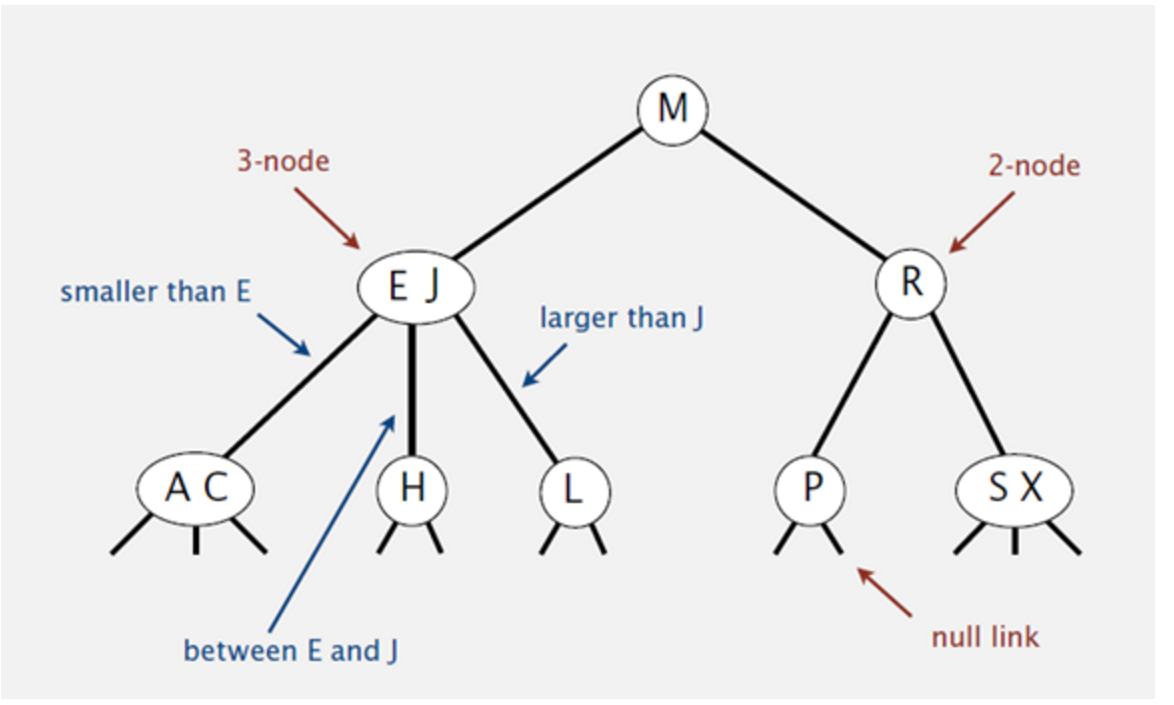 M
3-node
2-node
E J
R
smaller than E
larger than J
A C
H
L
P
S X
between E and J
null link